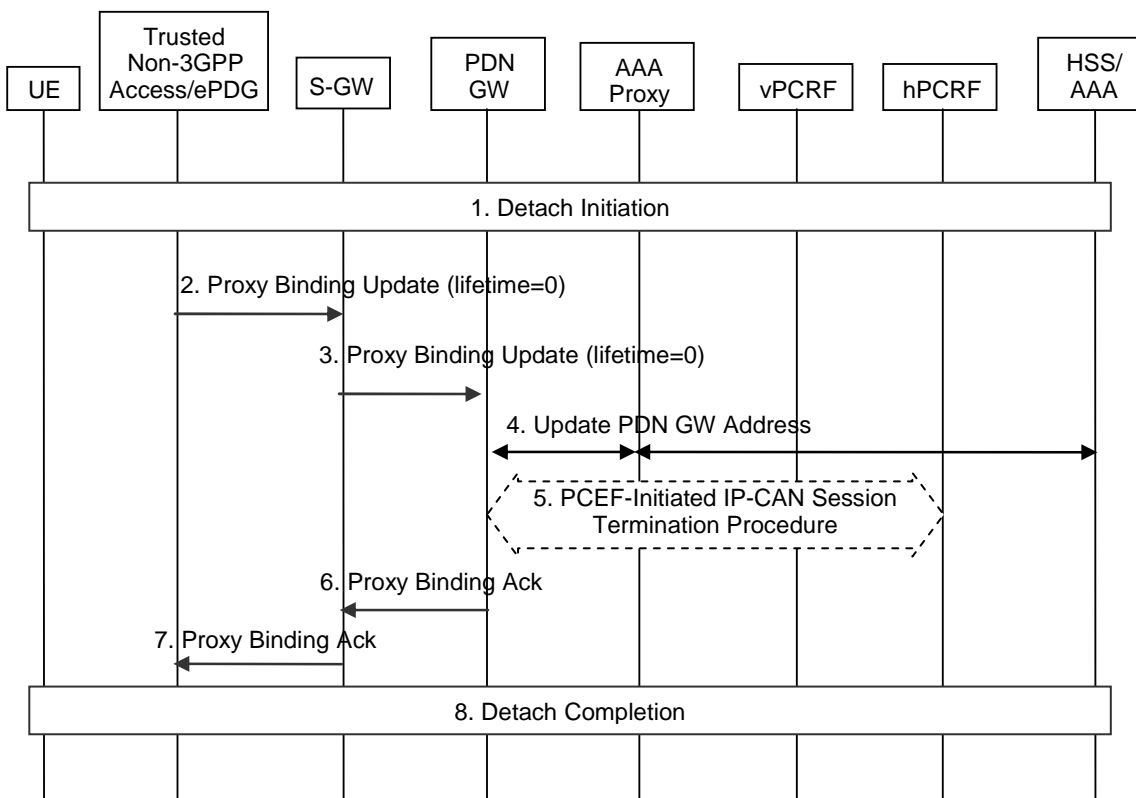 UE
Trusted
Non-3GPP
Access/ePDG
S-GW
PDN
GW
AAA
Proxy
vPCRF
hPCRF
HSS/
AAA
1. Detach Initiation
2. Proxy Binding Update (lifetime=0)
3. Proxy Binding Update (lifetime=0)
4. Update PDN GW Address
5. PCEF-Initiated IP-CAN Session
Termination Procedure
6. Proxy Binding Ack
7. Proxy Binding Ack
8. Detach Completion